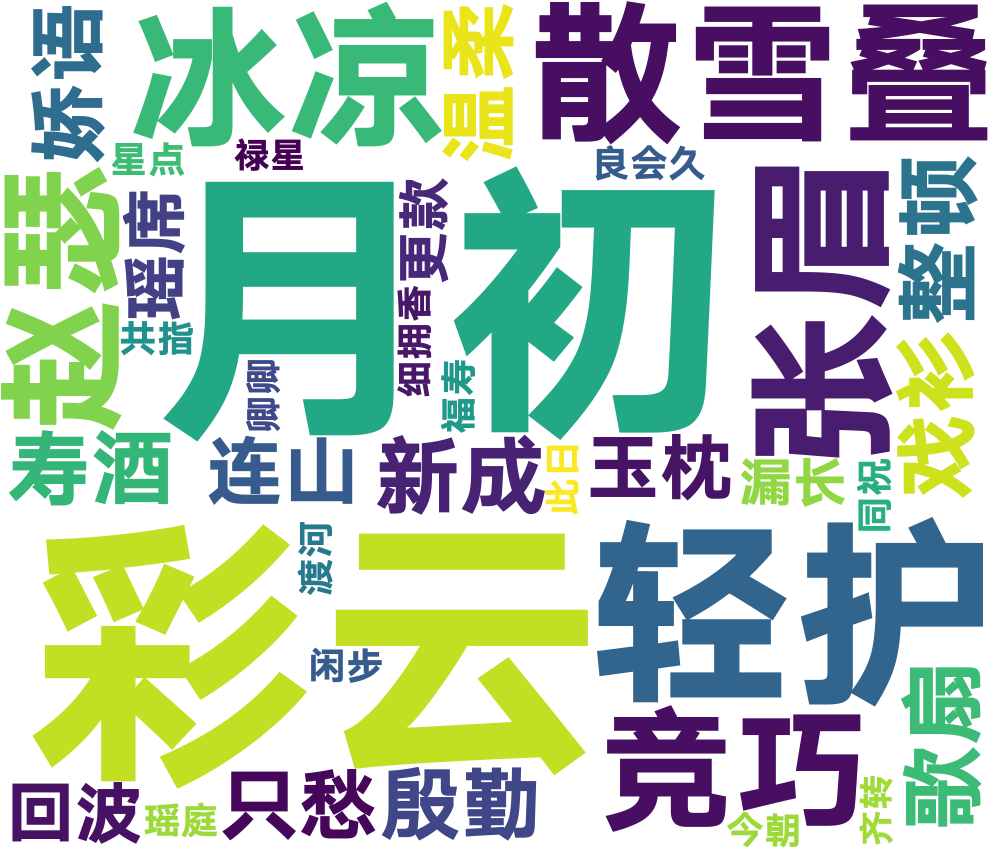 娇语
冰凉
温柔
散雪叠
星点
禄星
良会久
赵瑟
瑶席
月初
更款
张眉
整顿
共指
细拥香
卿卿
福寿
戏衫
寿酒
连山
新成
此日
玉枕
漏长
同祝
彩云
渡河
轻护
闲步
竞巧
歌扇
回波
瑶庭
只愁
殷勤
今朝
齐转